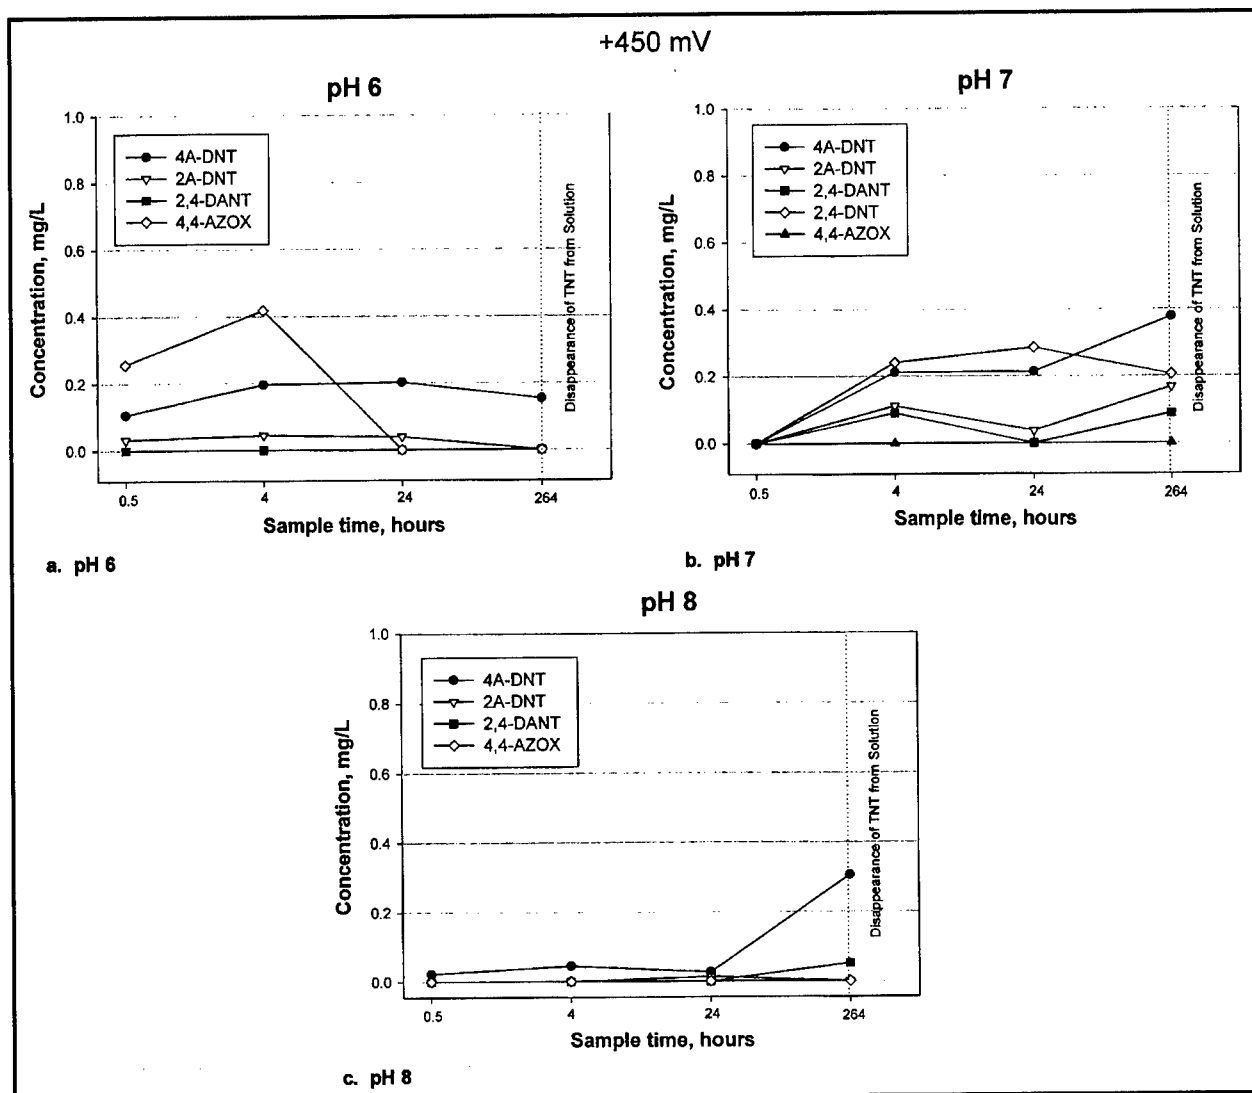 +450 mV
pH 6
1.0
0.8
0.6
0.4
0.2
0.0
Concentration, mg/L
4A-DNT
2A-DNT
2,4-DANT
4,4-AZOX
Disappearance of TNT from Solution
0.5 4 24 264
Sample time, hours
a. pH 6
pH 7
1.0
0.8
0.6
0.4
0.2
0.0
Concentration, mg/L
4A-DNT
2A-DNT
2,4-DANT
2,4-DNT
4,4-AZOX
Disappearance of TNT from Solution
0.5 4 24 264
Sample time, hours
b. pH 7
pH 8
1.0
0.8
0.6
0.4
0.2
0.0
Concentration, mg/L
4A-DNT
2A-DNT
2,4-DANT
4,4-AZOX
Disappearance of TNT from Solution
0.5 4 24 264
Sample time, hours
c. pH 8